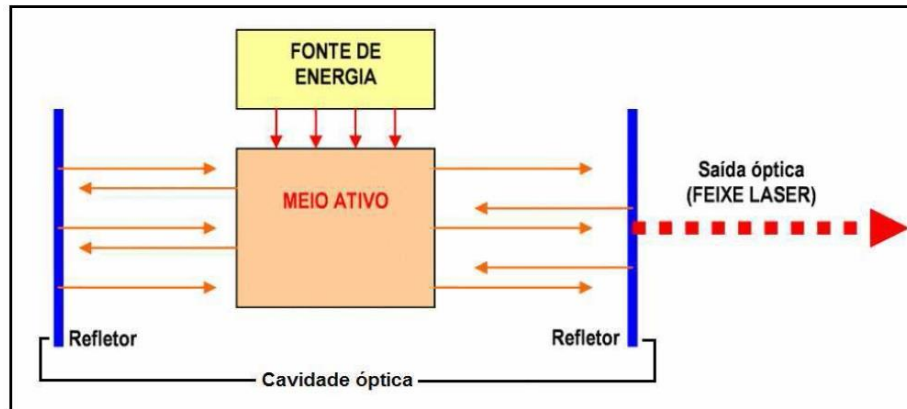 FONTE DE
ENERGIA
MEIO ATIVO
Saída óptica
(FEIXE LASER)
Refletor
Refletor
Cavidade óptica